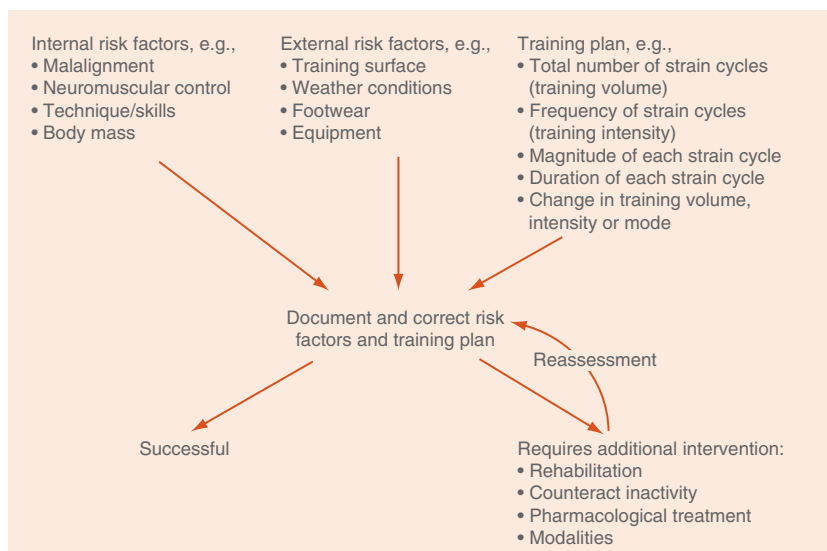 Internal risk factors, e.g.,
• Malalignment
• Neuromuscular control
• Technique/skills
• Body mass
External risk factors, e.g.,
• Training surface
• Weather conditions
• Footwear
• Equipment
Training plan, e.g.,
• Total number of strain cycles
(training volume)
• Frequency of strain cycles
(training intensity)
• Magnitude of each strain cycle
• Duration of each strain cycle
• Change in training volume,
intensity or mode
Document and correct risk
factors and training plan
Reassessment
Successful
Requires additional intervention:
• Rehabilitation
• Counteract inactivity
• Pharmacological treatment
• Modalities